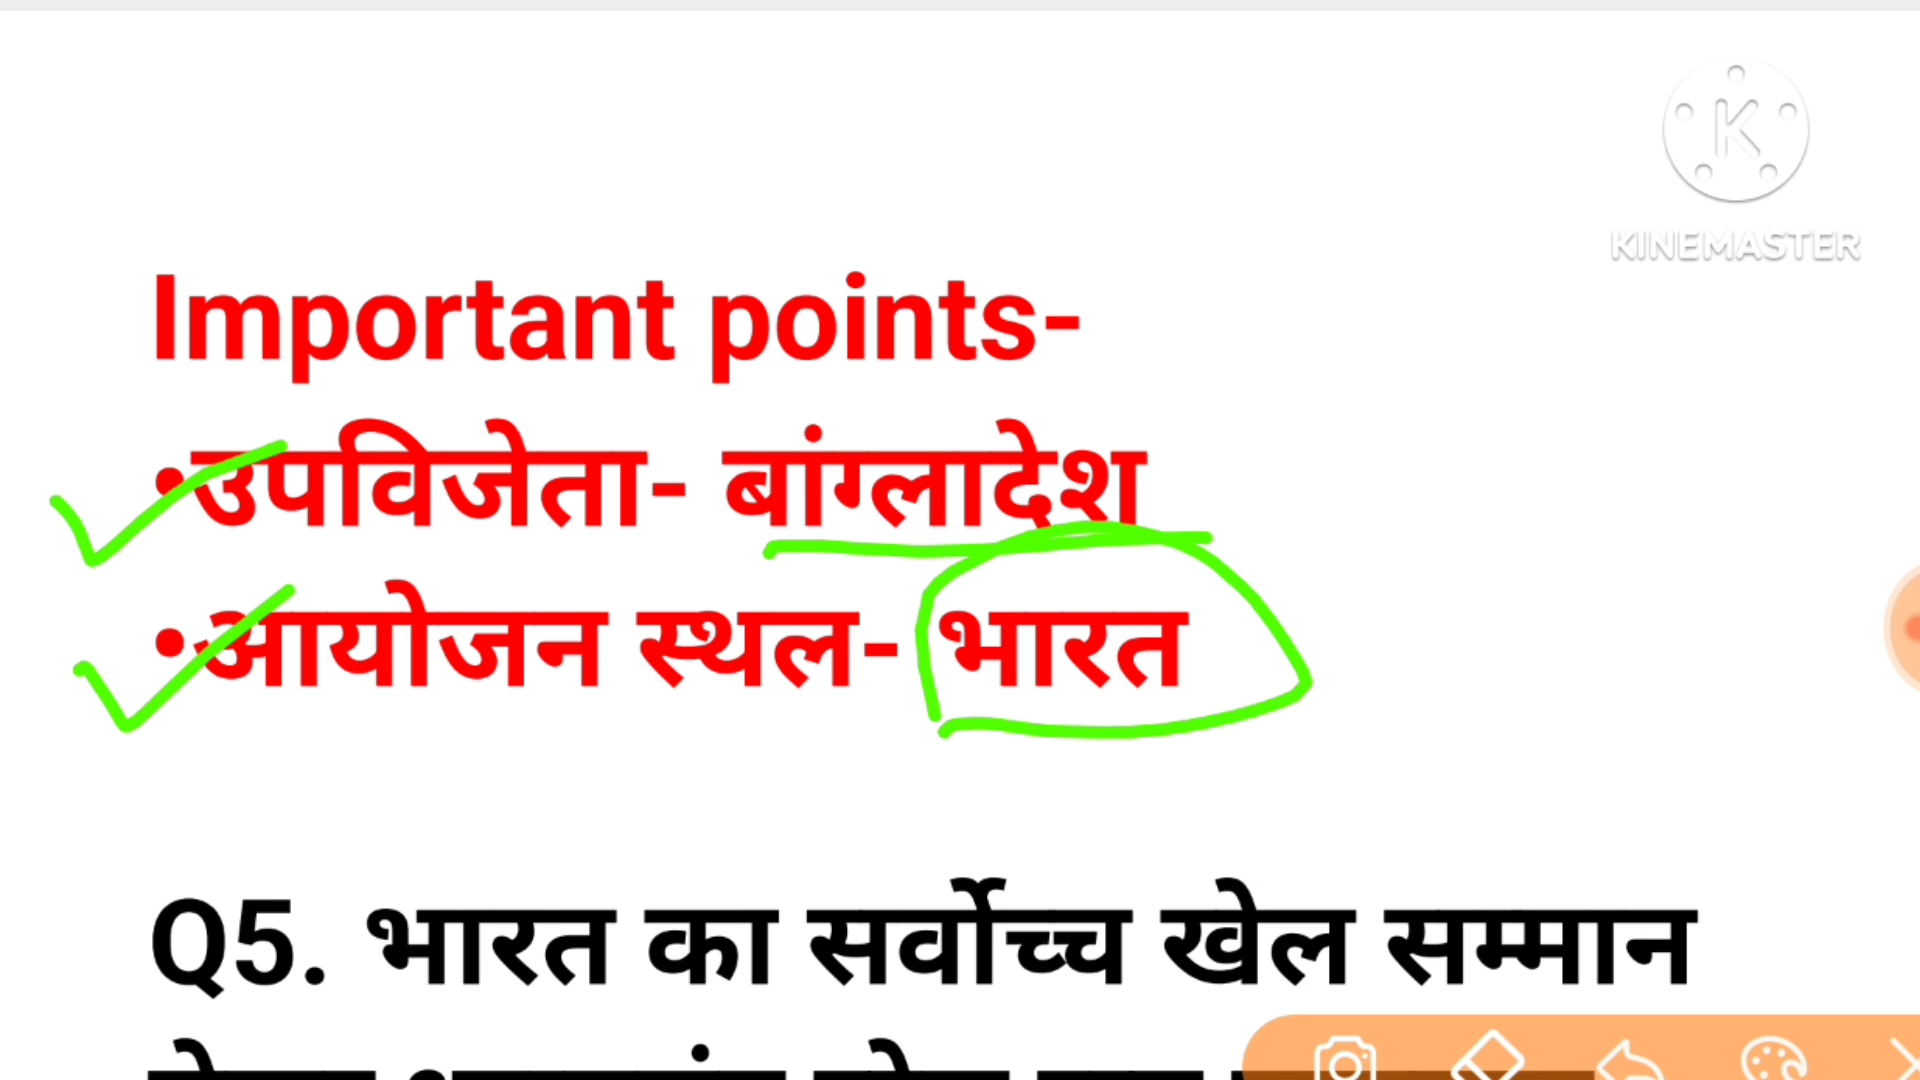 KINEMASTER
Important points-
•उपविजेता- बांग्लादेश
•आयोजन स्थल- भारत
Q5. भारत का सर्वोच्च खेल सम्मान